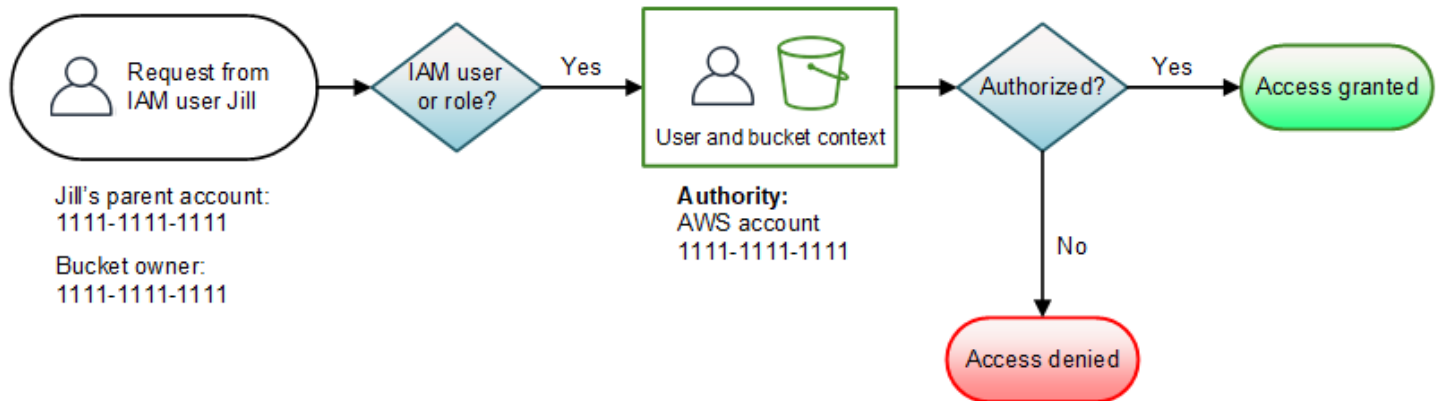 Request from
IAM user Jill
IAM user
or role?
Yes
User and bucket context
Authorized?
Yes
Access granted
Jill's parent account:
1111-1111-1111
Bucket owner:
1111-1111-1111
Authority:
AWS account
1111-1111-1111
No
Access denied